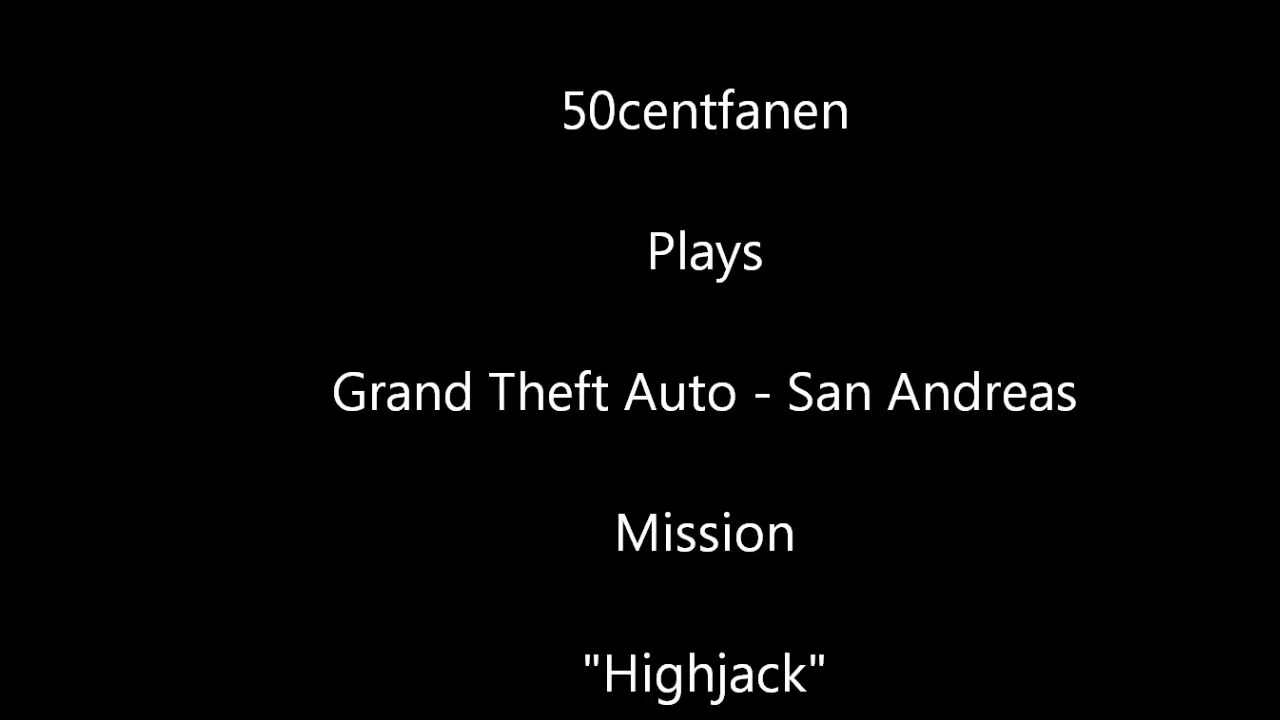 50centfanen
Plays
Grand Theft Auto - San Andreas
Mission
"Highjack"